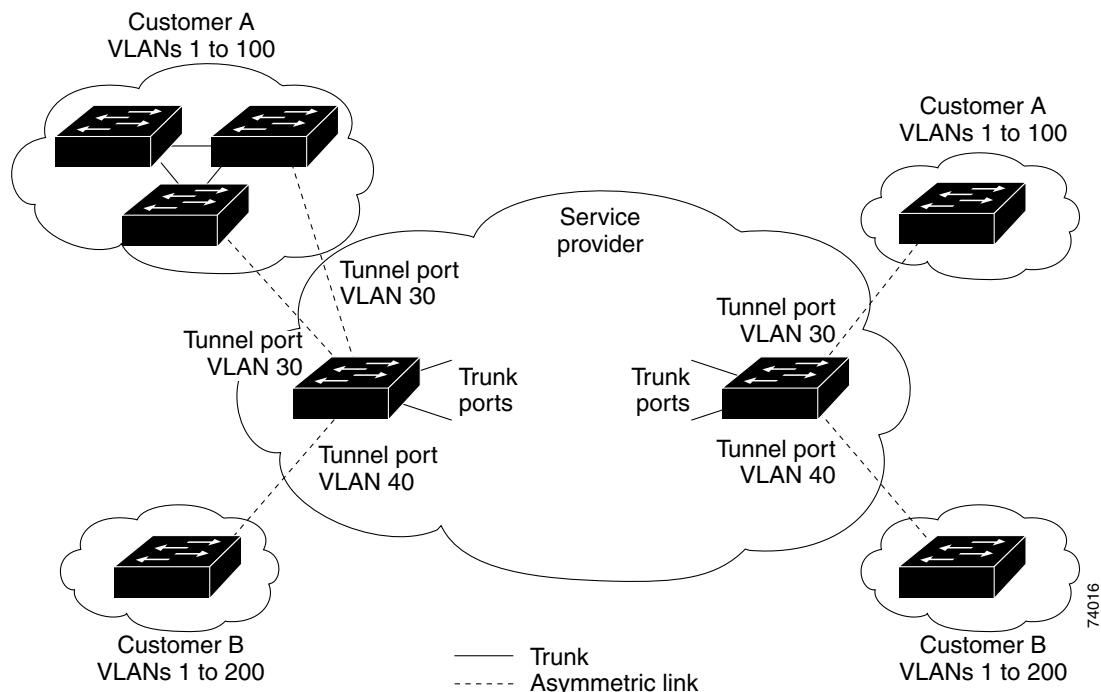 Customer A
VLANs 1 to 100
Customer A
VLANs 1 to 100
Service
provider
Tunnel port
VLAN 30
Tunnel port
VLAN 30
Tunnel port
VLAN 30
Trunk
ports
Trunk
ports
Tunnel port
VLAN 40
Tunnel port
VLAN 40
Customer B
VLANs 1 to 200
Customer B
VLANs 1 to 200
74016
Trunk
Asymmetric link